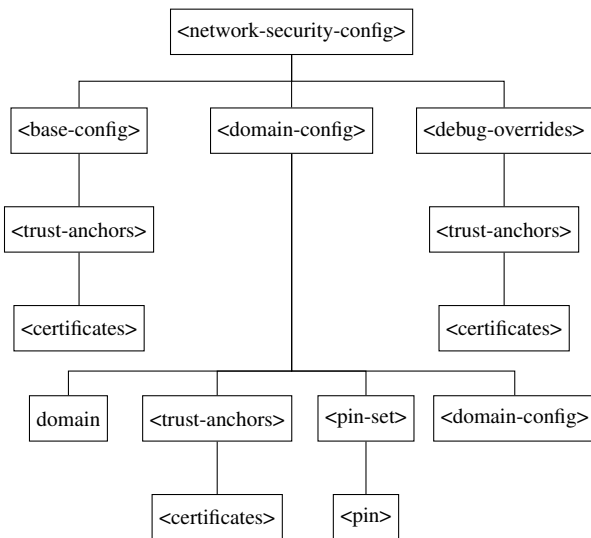 <network-security-config>
<base-config>
<domain-config>
<debug-overrides>
<trust-anchors>
<trust-anchors>
<certificates>
<certificates>
domain
<trust-anchors>
<pin-set>
<domain-config>
<certificates>
<pin>